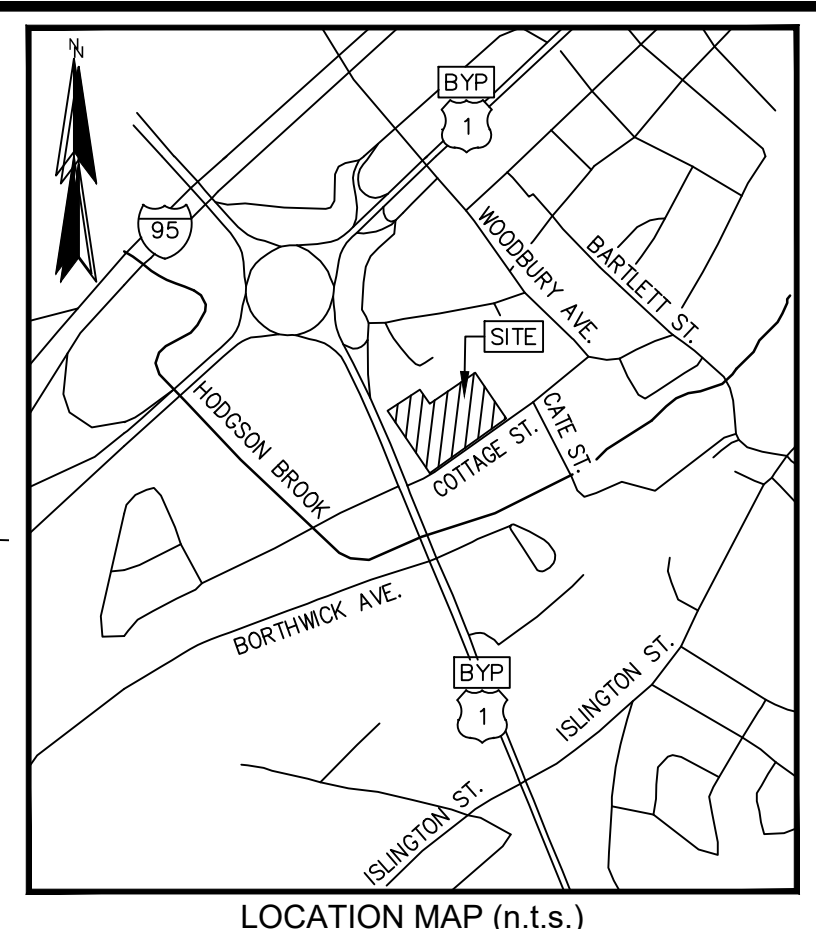 N
BYP
1
95
WOODBURY AVE.
BARTLETT ST.
SITE
HODGSON BROOK
COTTAGE ST.
CATE ST.
BORTHWICK AVE.
BYP
1
ISLINGTON ST.
ISLINGTON ST.
LOCATION MAP (n.t.s.)